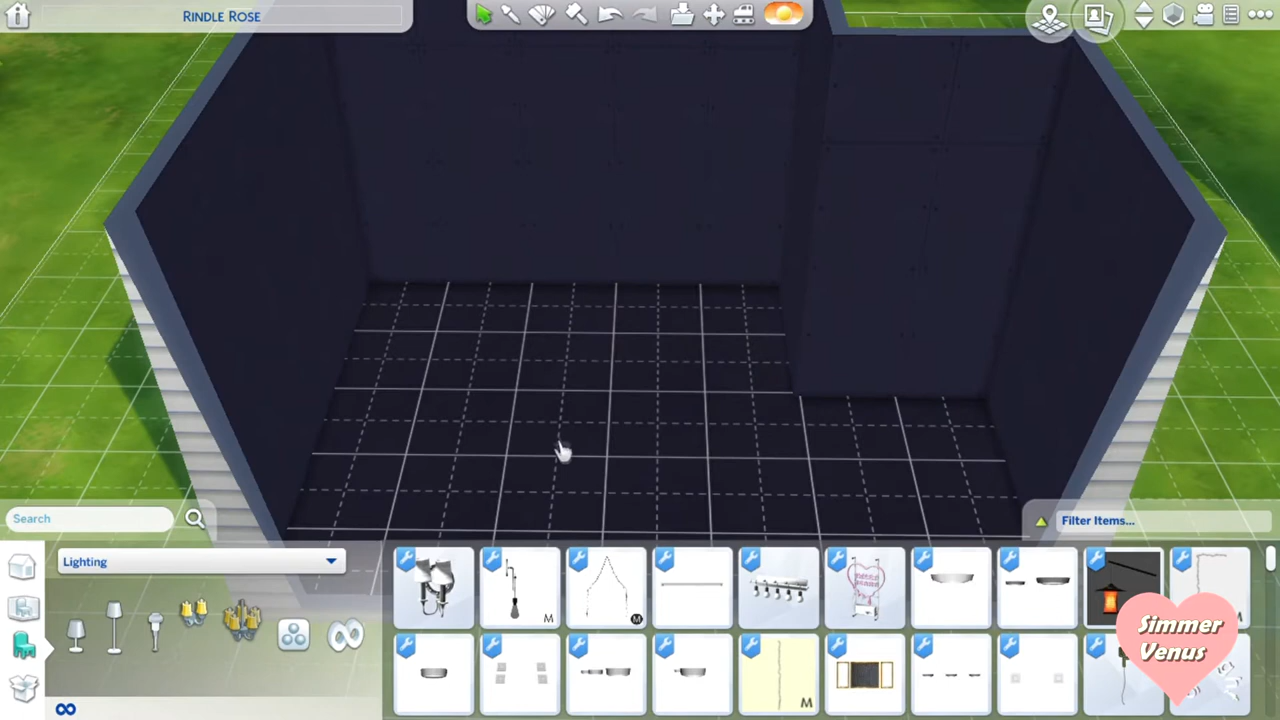 RINDLE ROSE
Search
Filter Items...
Lighting
M
M
M
Simmer
Venus